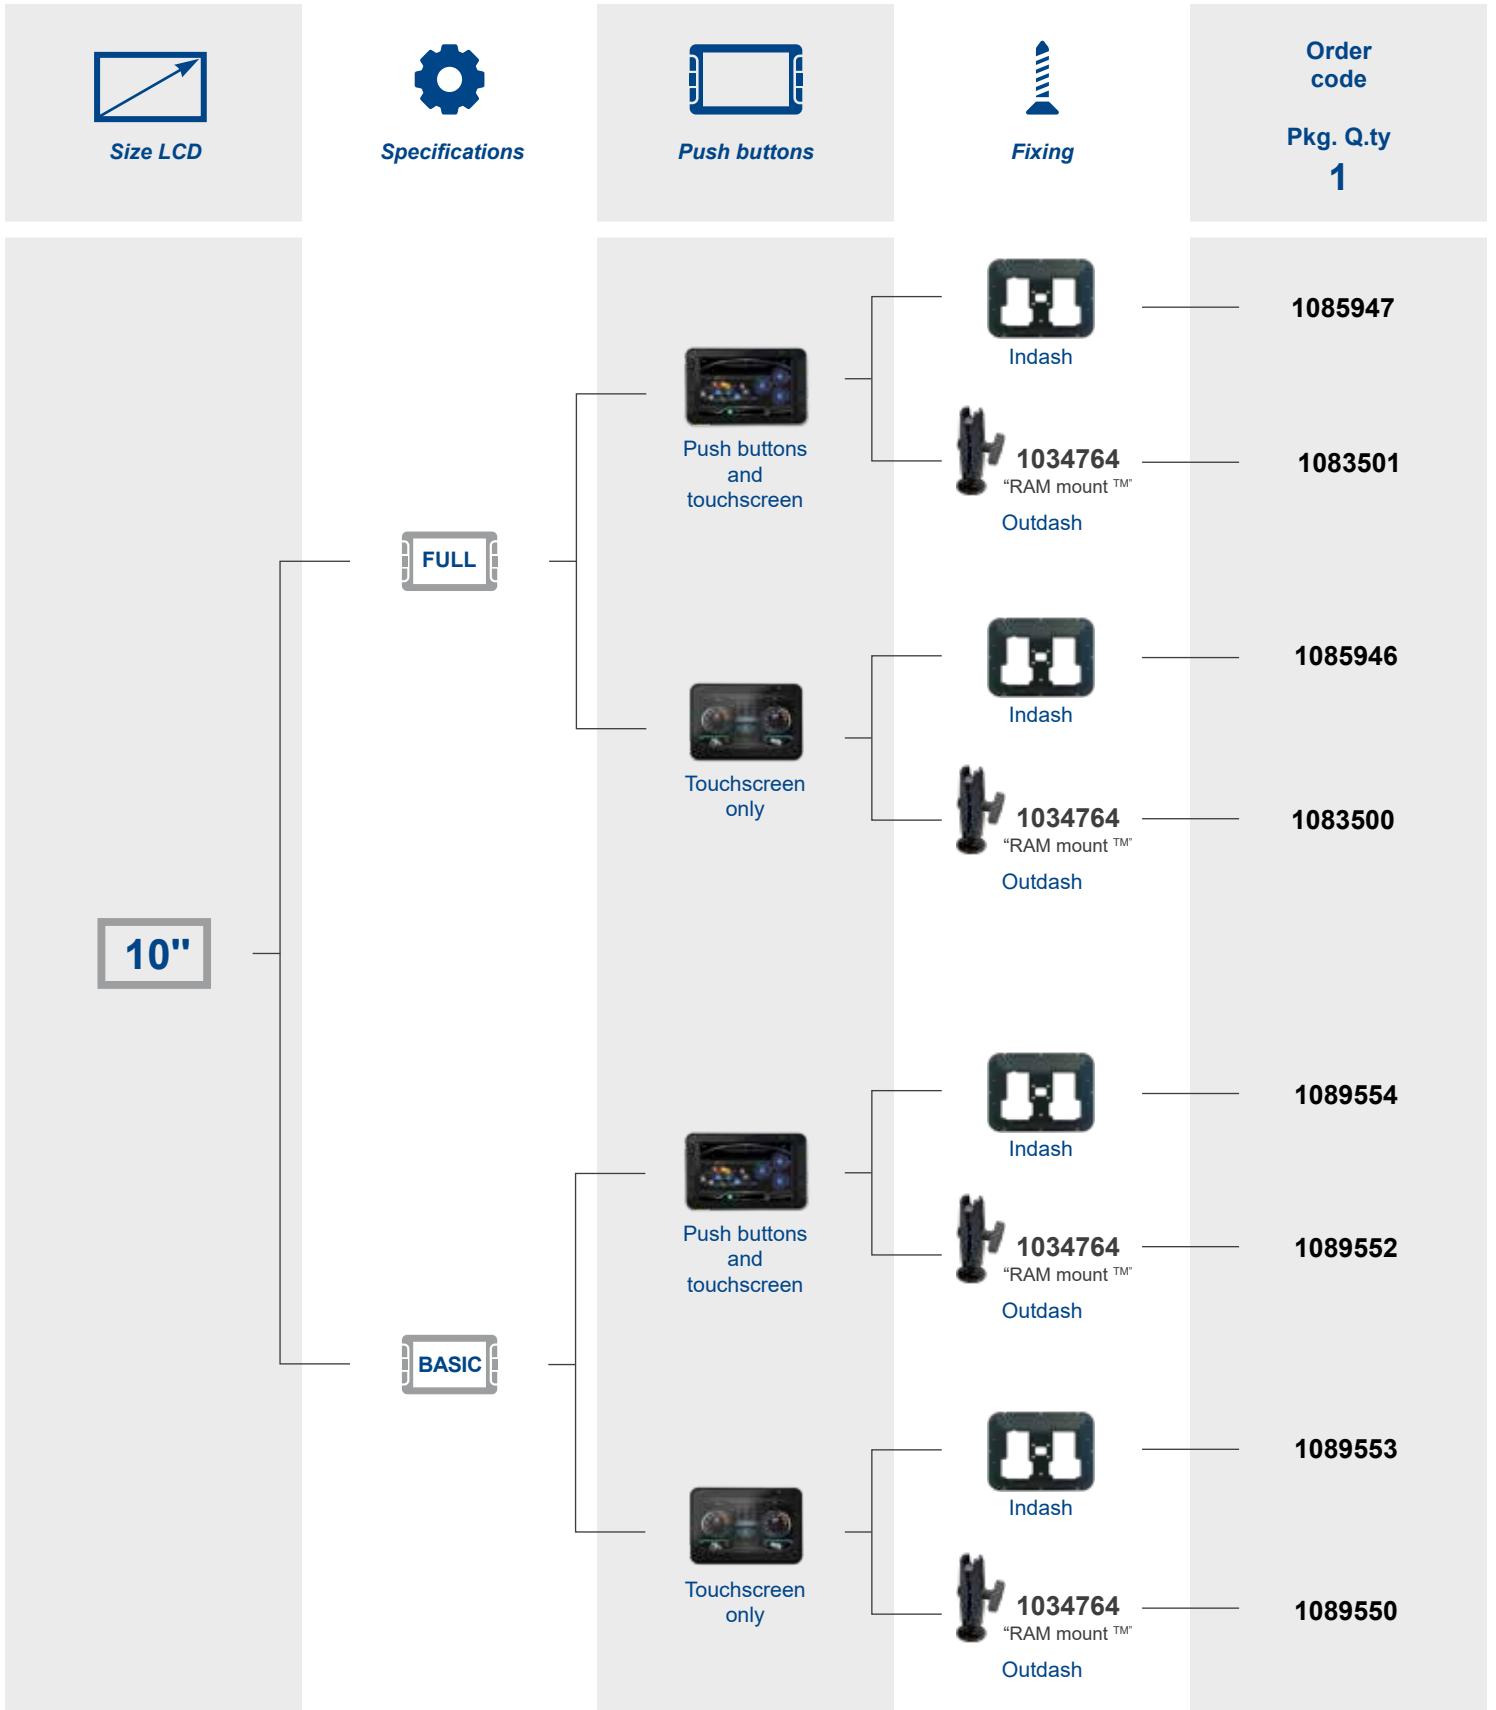 Size LCD
Specifications
Push buttons
Fixing
Order
code
Pkg. Q.ty
1
10"
FULL
Push buttons
and
touchscreen
Indash
1085947
1034764
“RAM mount ™”
Outdash
1083501
Touchscreen
only
Indash
1085946
1034764
“RAM mount ™”
Outdash
1083500
BASIC
Push buttons
and
touchscreen
Indash
1089554
1034764
“RAM mount ™”
Outdash
1089552
Touchscreen
only
Indash
1089553
1034764
“RAM mount ™”
Outdash
1089550